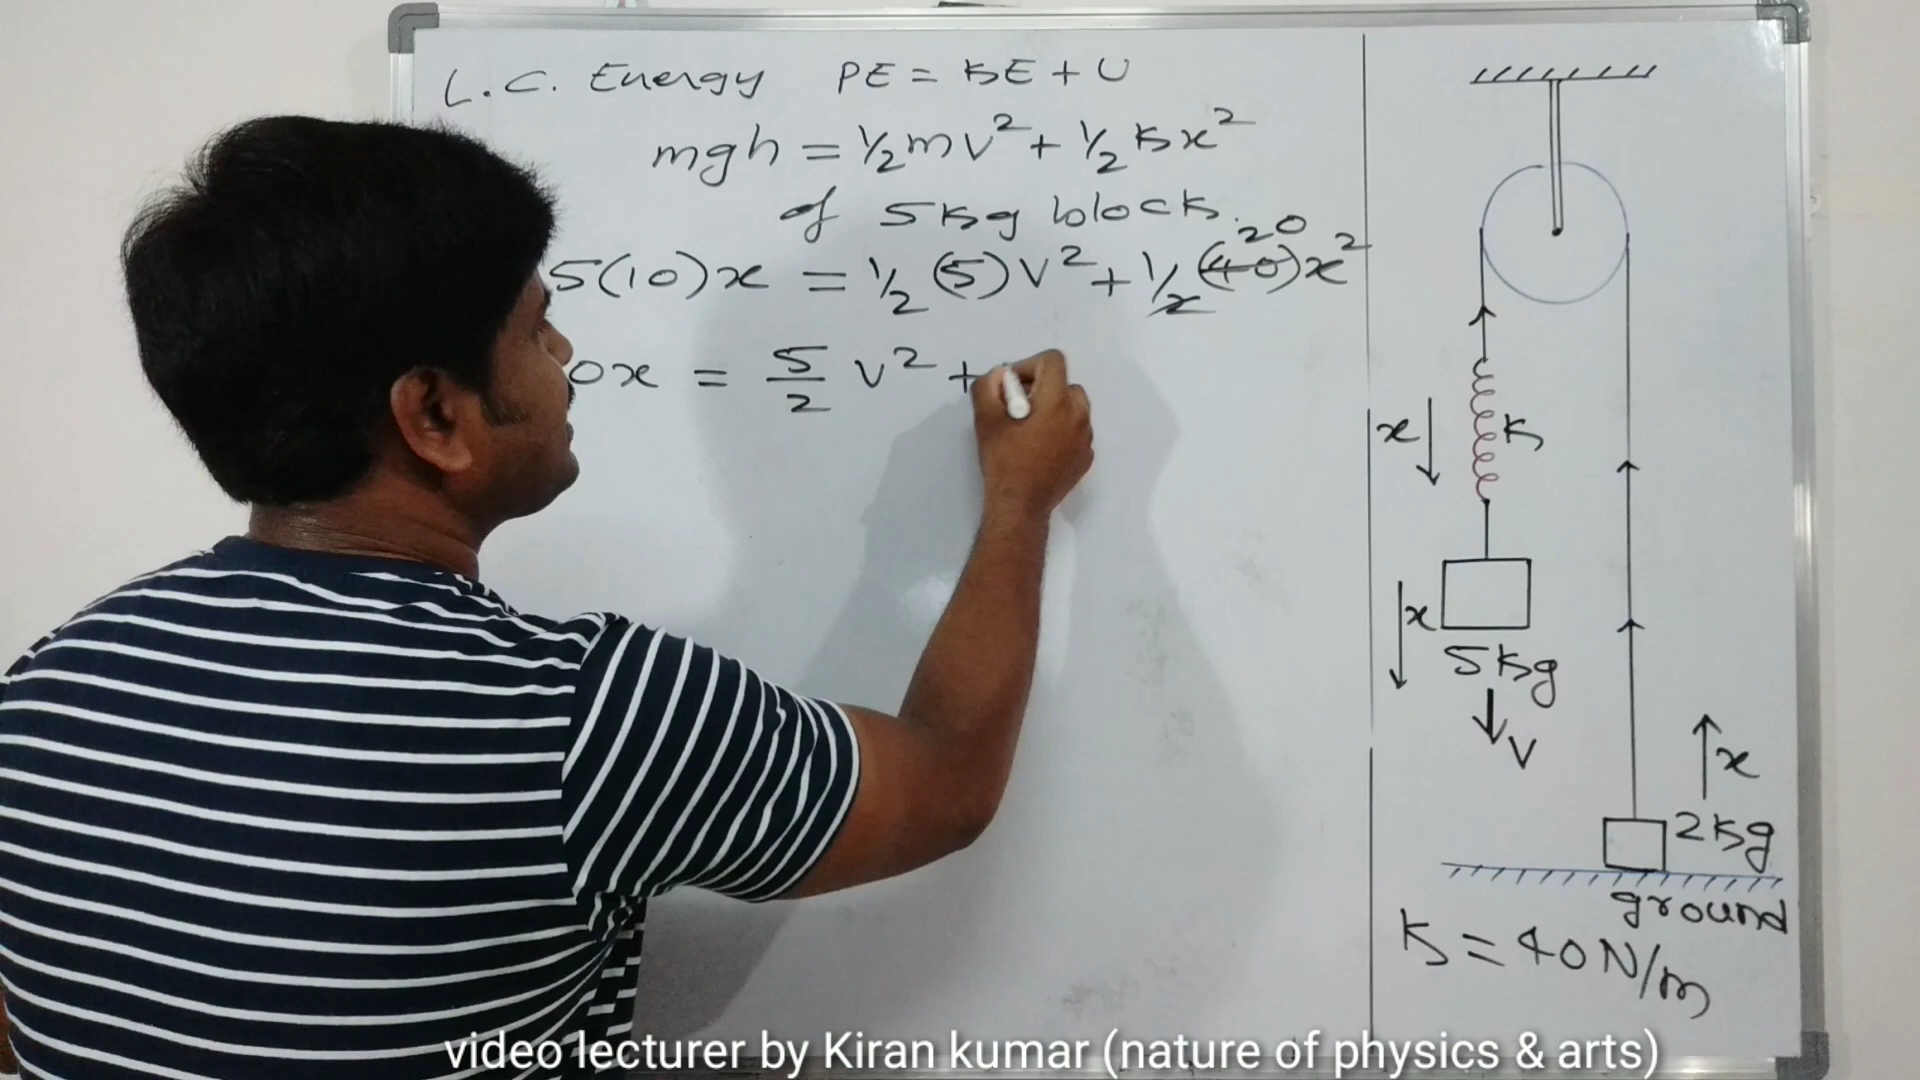 L.C. Energy PE = KE + U
mgh = ½mv² + ½Kx²
of 5Kg block.
20
5(10)x = ½(5)v² + ½(40)x²
0x = 5/2 v² +
K
x
x
5Kg
v
x
2Kg
ground
K = 40N/m
video lecturer by Kiran kumar (nature of physics & arts)